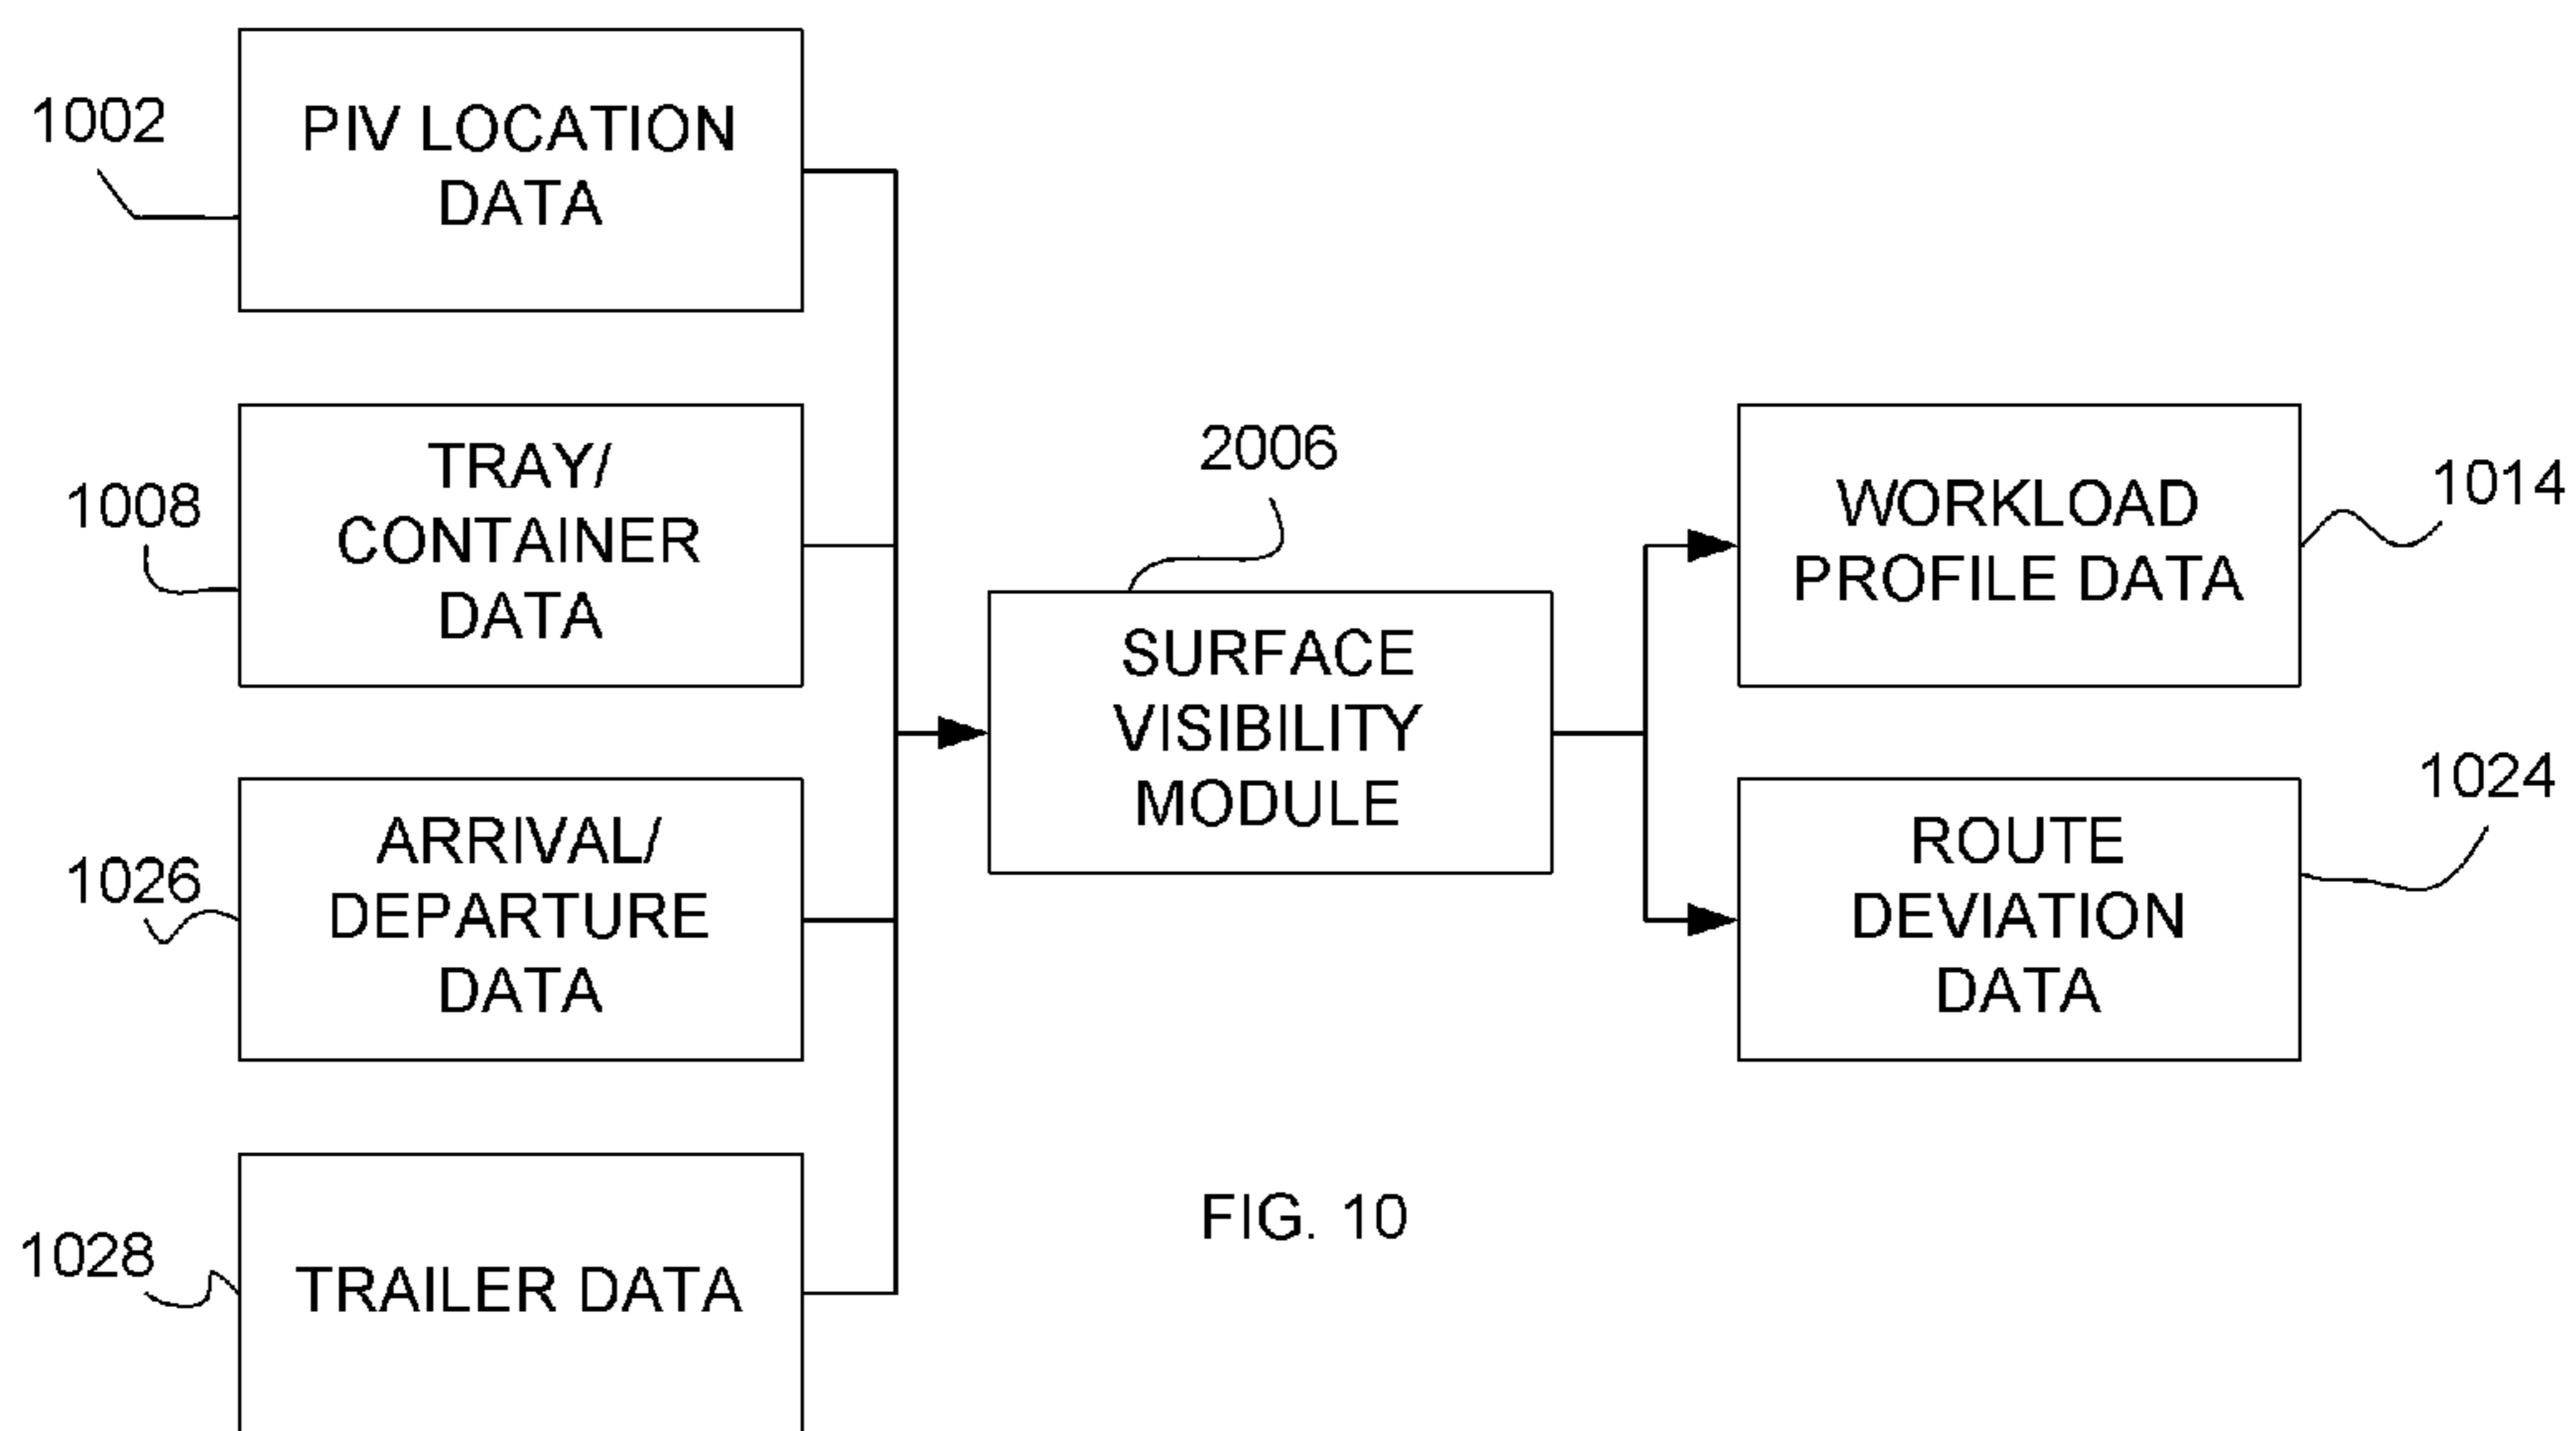 1002
PIV LOCATION
DATA
1008
TRAY/
CONTAINER
DATA
1026
ARRIVAL/
DEPARTURE
DATA
1028
TRAILER DATA
2006
SURFACE
VISIBILITY
MODULE
1014
WORKLOAD
PROFILE DATA
1024
ROUTE
DEVIATION
DATA
FIG. 10